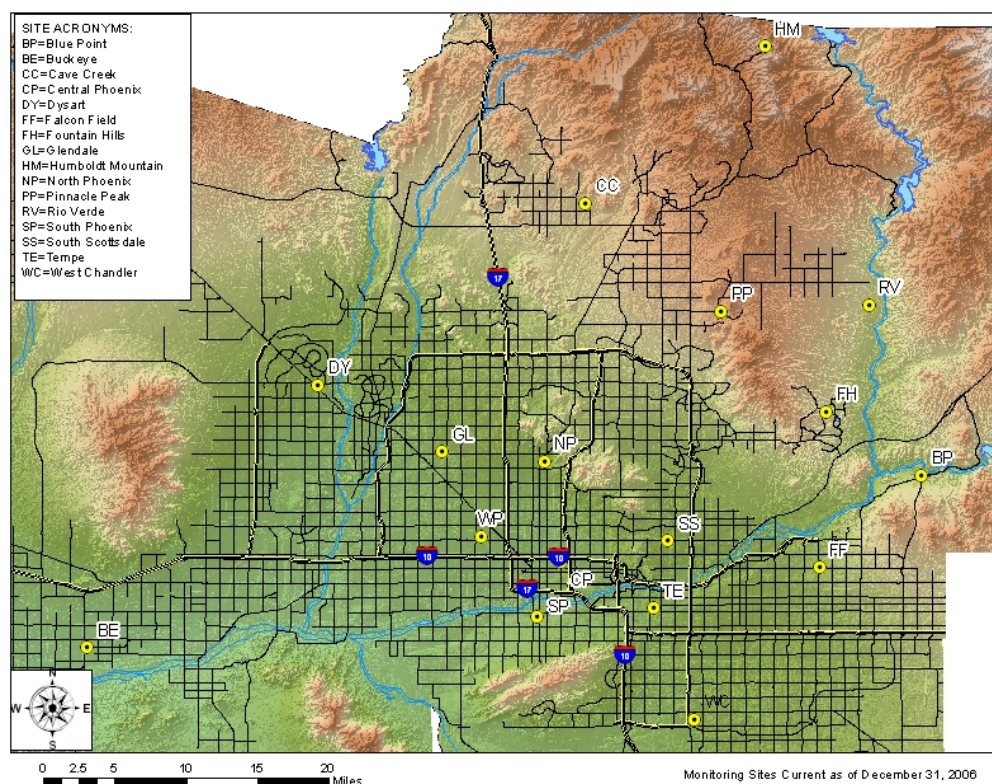 SITE ACRONYMS:
BP=Blue Point
BE=Buckeye
CC=Cave Creek
CP=Central Phoenix
DY=Dysart
FF=Falcon Field
FH=Fountain Hills
GL=Glendale
HM=Humboldt Mountain
NP=North Phoenix
PP=Pinnacle Peak
RV=Rio Verde
SP=South Phoenix
SS=South Scottsdale
TE=Tempe
WC=West Chandler
HM
CC
17
PP
RV
DY
FH
GL
NP
BP
WP
SS
10
10
FF
CP
17
TE
SP
BE
10
WC
N
W
E
S
0 2.5 5 10 15 20
Miles
Monitoring Sites Current as of December 31, 2006